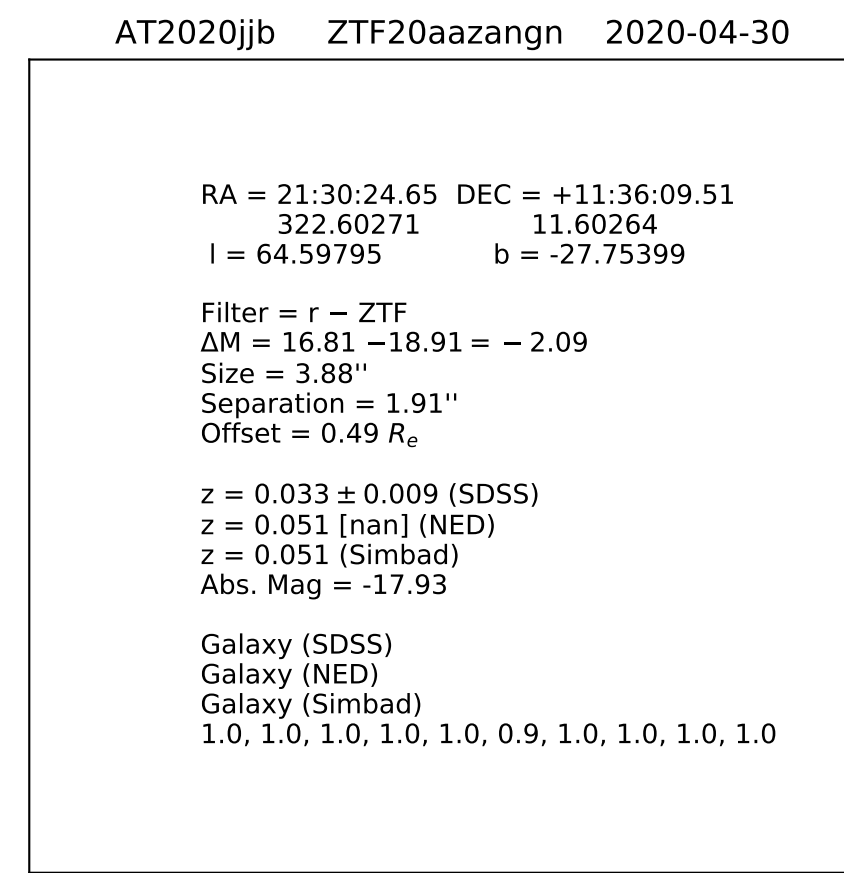 AT2020jjb ZTF20aazangn 2020-04-30
RA = 21:30:24.65 DEC = +11:36:09.51
322.60271 11.60264
l = 64.59795 b = -27.75399
Filter = r − ZTF
ΔM = 16.81 −18.91 = − 2.09
Size = 3.88''
Separation = 1.91''
Offset = 0.49 Rₑ
z = 0.033 ± 0.009 (SDSS)
z = 0.051 [nan] (NED)
z = 0.051 (Simbad)
Abs. Mag = -17.93
Galaxy (SDSS)
Galaxy (NED)
Galaxy (Simbad)
1.0, 1.0, 1.0, 1.0, 1.0, 0.9, 1.0, 1.0, 1.0, 1.0